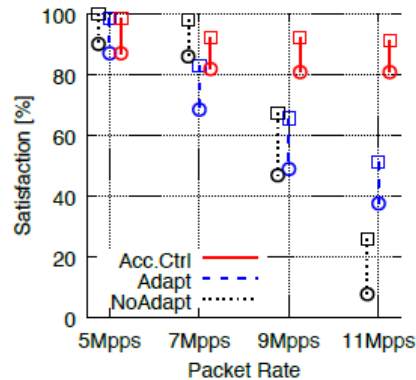 100
80
60
40
20
0
Satisfaction [%]
Acc.Ctrl
Adapt
NoAdapt
5Mpps 7Mpps 9Mpps 11Mpps
Packet Rate